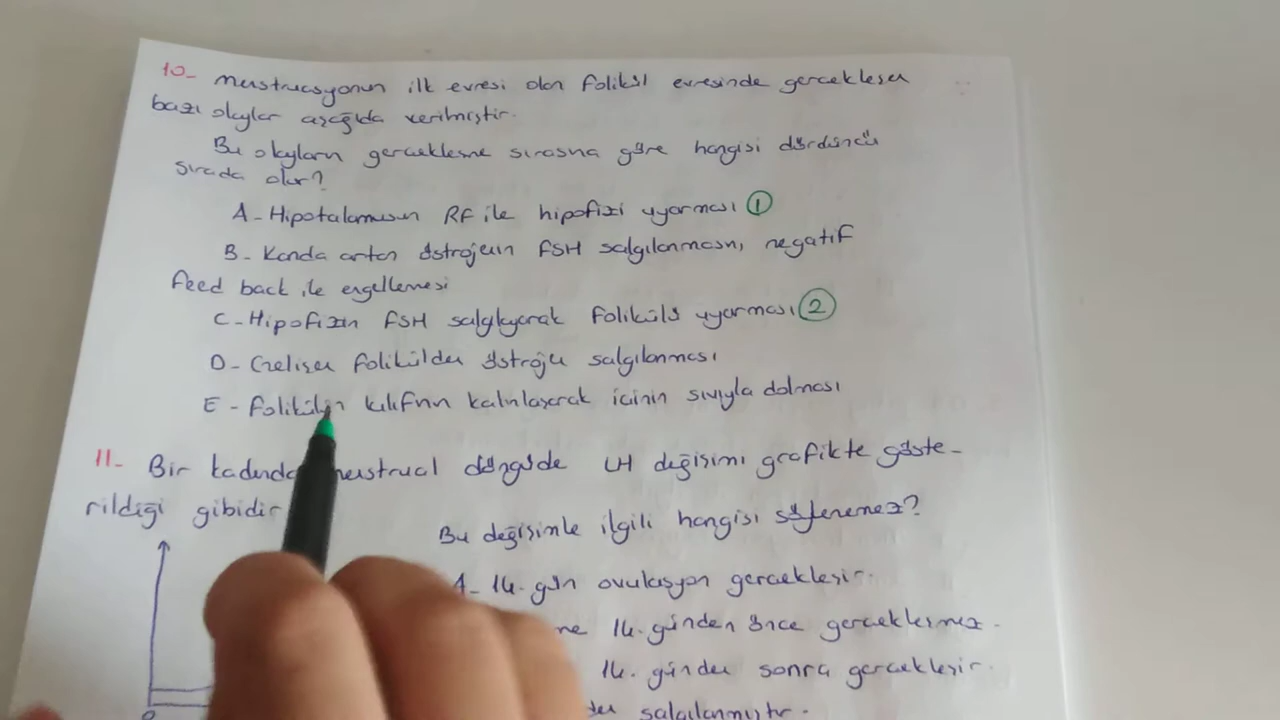 10- menstruasyonun ilk evresi olan folikül evresinde gerçekleşen
bazı olaylar aşağıda verilmiştir.
Bu olayların gerçekleşme sırasına göre hangisi dördüncü
sırada olur?
A-Hipotalamusun RF ile hipofizi uyarması 1
B- Kanda artan östrojenin FSH salgılanmasını, negatif
feed back ile engellemesi
C-Hipofizin FSH salgılayarak folikülü uyarması 2
D- Gelişen folikülden östrojen salgılanması
E- folikülün kılıfının kalınlaşarak içinin sıvıyla dolması
11- Bir kadında menstrual döngüde LH değişimi grafikte göste-
rildiği gibidir
Bu değişimle ilgili hangisi söylenemez?
A- 14. gün ovulasyon gerçekleşir.
14. günden önce gerçekleşmez.
14. günden sonra gerçekleşir.
salgılanmıştır.
0